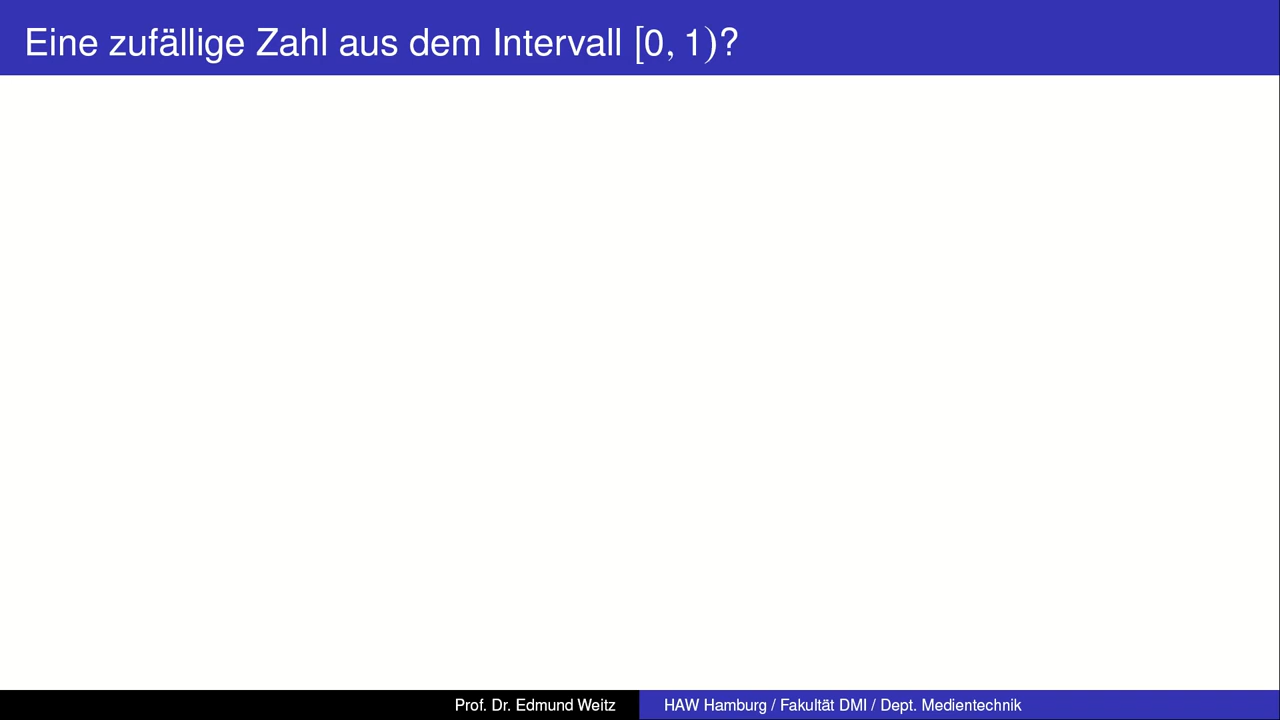 Eine zufällige Zahl aus dem Intervall [0, 1)?
Prof. Dr. Edmund Weitz
HAW Hamburg / Fakultät DMI / Dept. Medientechnik